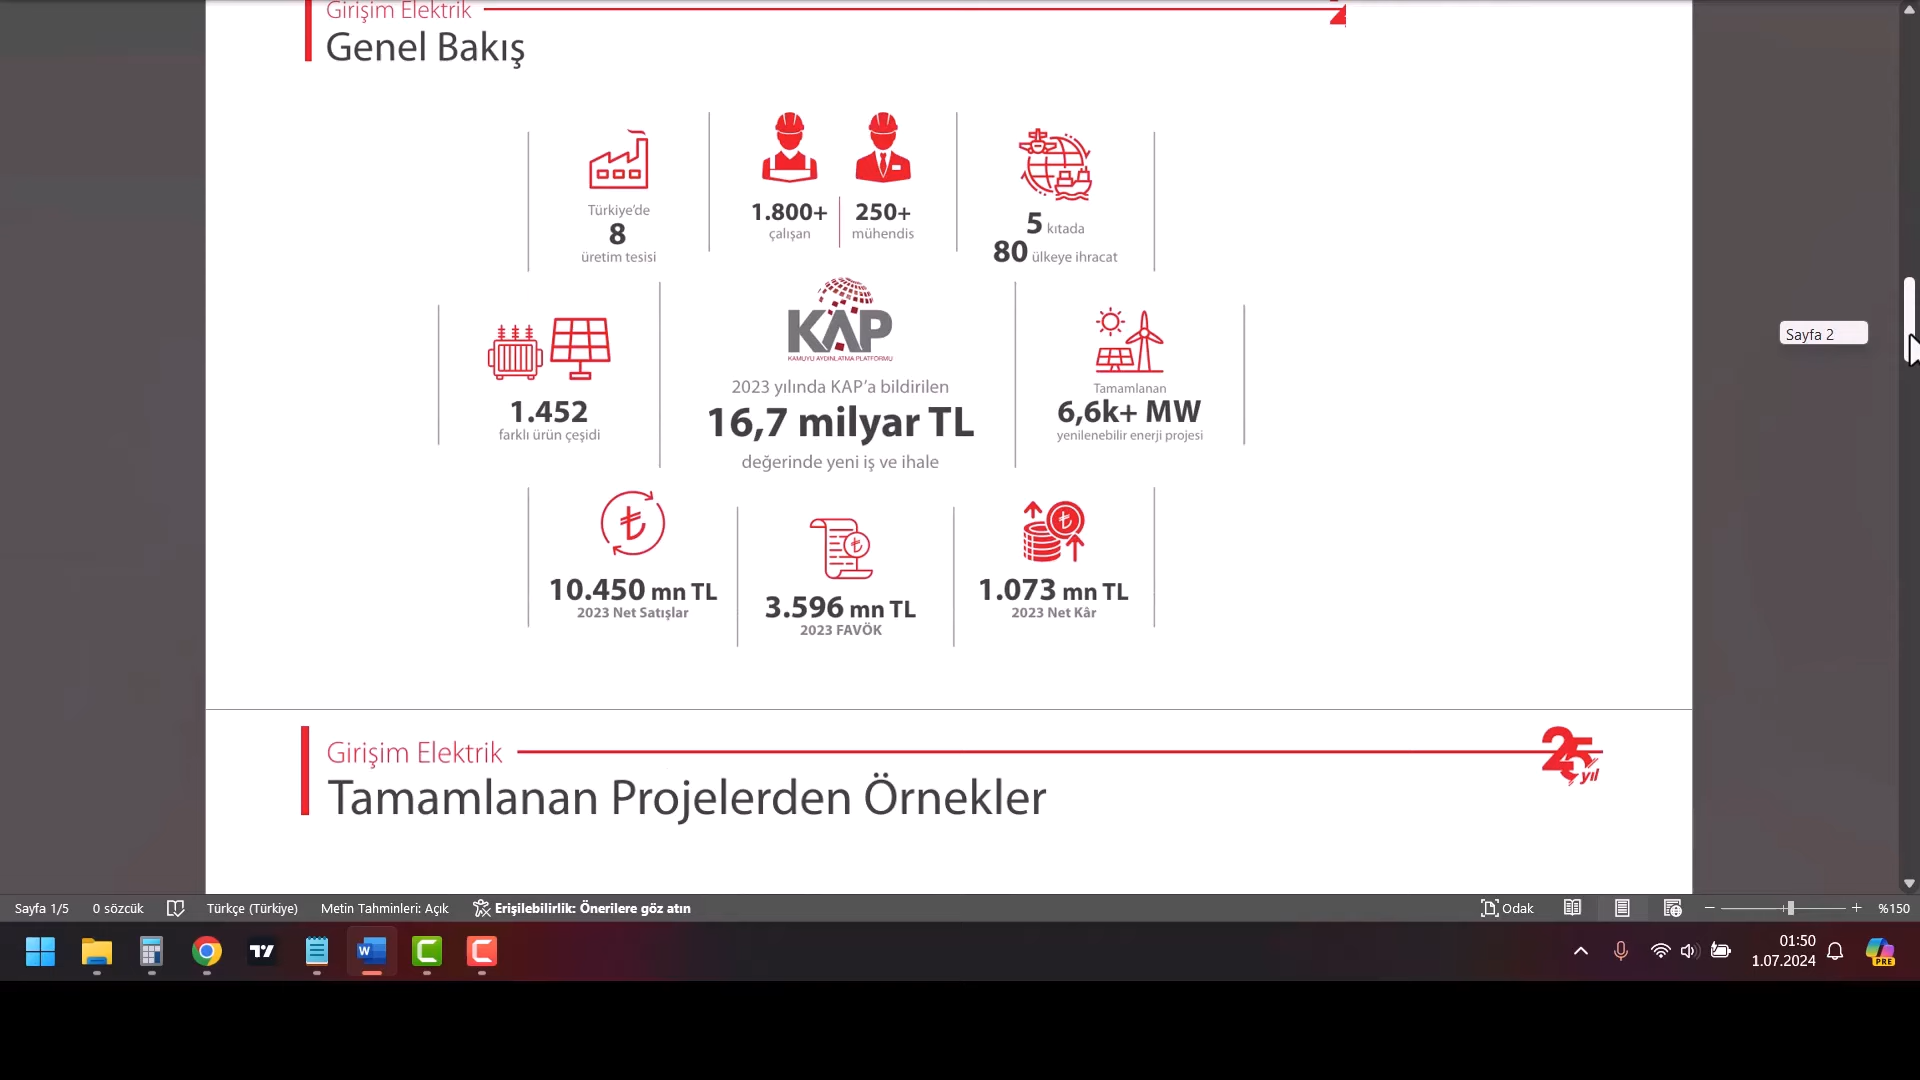 Girişim Elektrik
Genel Bakış
Türkiye'de
8
üretim tesisi
1.800+
çalışan
250+
mühendis
5 kıtada
80 ülkeye ihracat
1.452
farklı ürün çeşidi
KAP
KAMUYU AYDINLATMA PLATFORMU
2023 yılında KAP'a bildirilen
16,7 milyar TL
değerinde yeni iş ve ihale
Tamamlanan
6,6k+ MW
yenilenebilir enerji projesi
10.450 mn TL
2023 Net Satışlar
3.596 mn TL
2023 FAVÖK
1.073 mn TL
2023 Net Kâr
Sayfa 2
Girişim Elektrik
25 yıl
Tamamlanan Projelerden Örnekler
Sayfa 1/5 0 sözcük Türkçe (Türkiye) Metin Tahminleri: Açık Erişilebilirlik: Önerilere göz atın Odak %150
01:50
1.07.2024
PRE